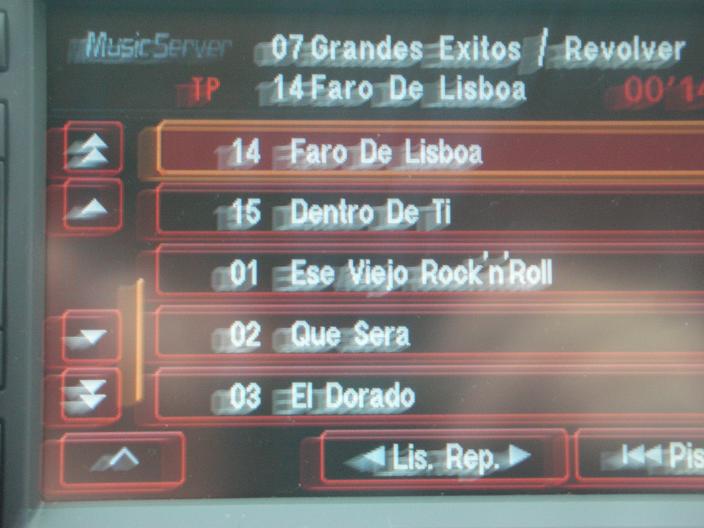 MusicServer 07 Grandes Exitos / Revolver
TP 14 Faro De Lisboa 00'14
14 Faro De Lisboa
15 Dentro De Ti
01 Ese Viejo Rock'n'Roll
02 Que Sera
03 El Dorado
Lis. Rep. Pis